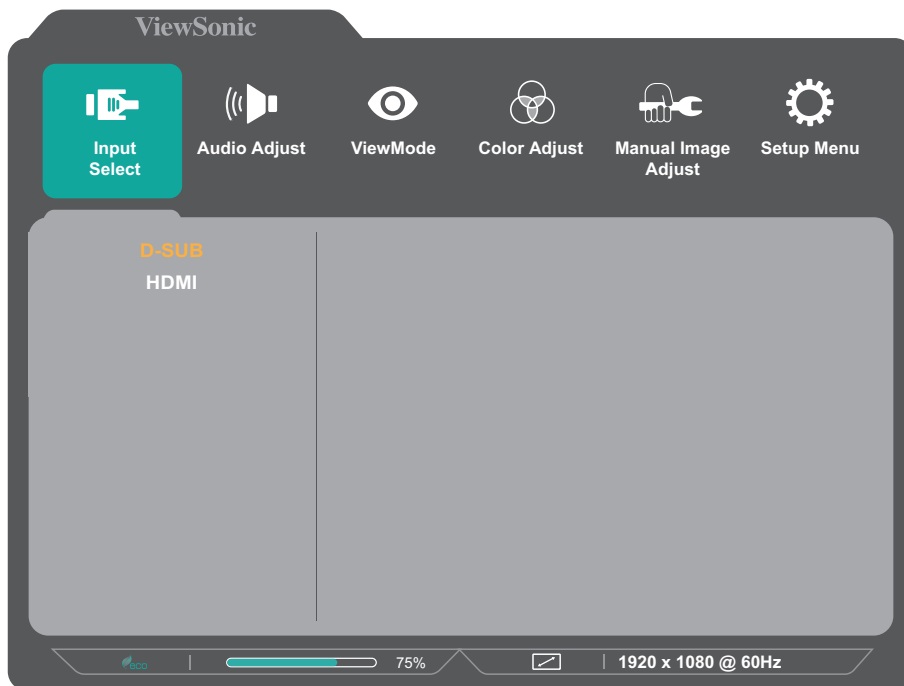 ViewSonic
Input
Select
Audio Adjust
ViewMode
Color Adjust
Manual Image
Adjust
Setup Menu
D-SUB
HDMI
eco
75%
1920 x 1080 @ 60Hz